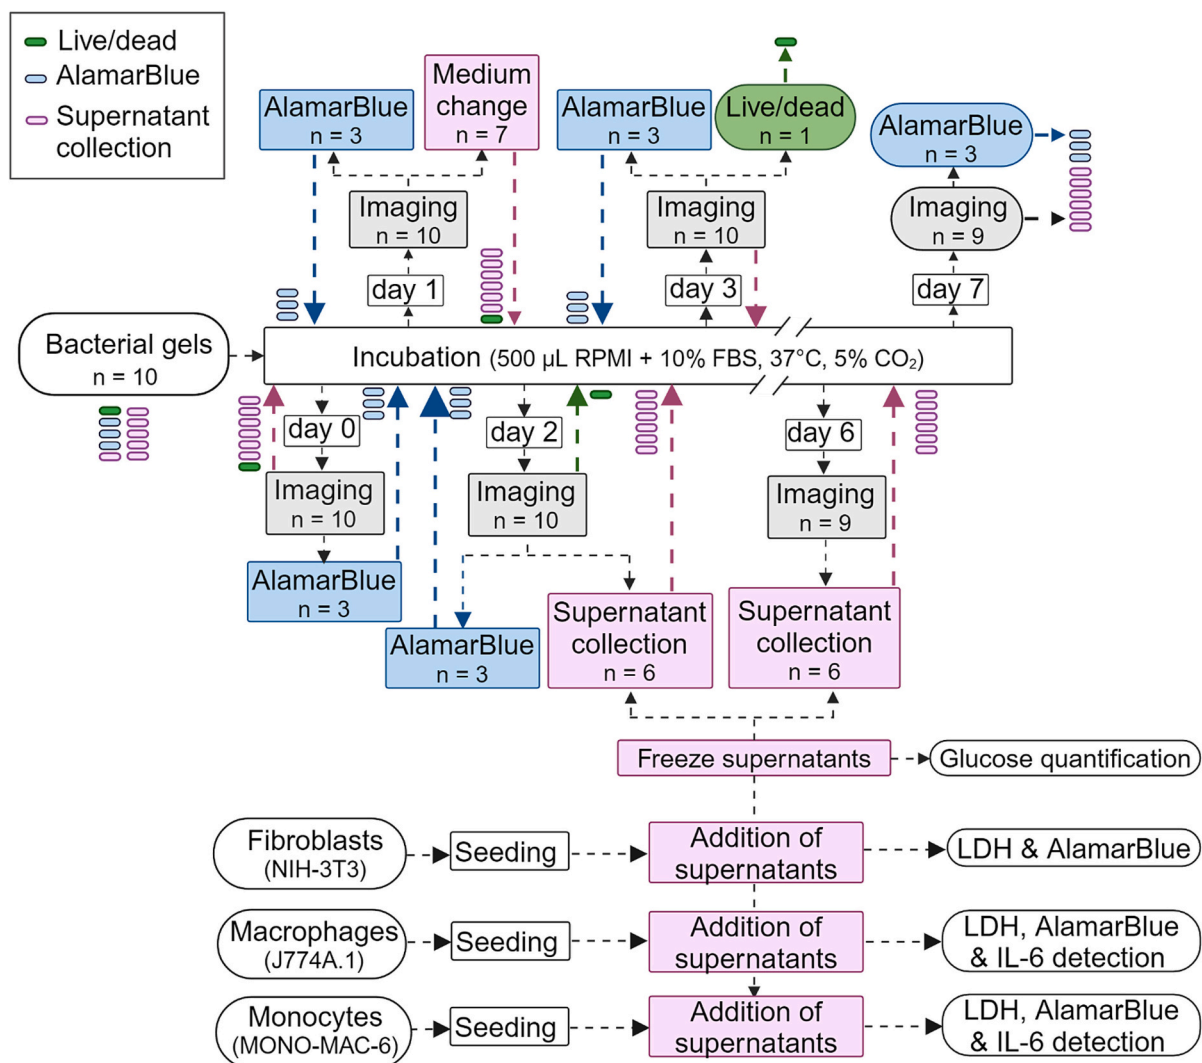 Live/dead
AlamarBlue
Supernatant
collection
AlamarBlue
n = 3
Medium
change
n = 7
AlamarBlue
n = 3
Live/dead
n = 1
AlamarBlue
n = 3
Imaging
n = 10
Imaging
n = 10
Imaging
n = 9
day 1
day 3
day 7
Bacterial gels
n = 10
Incubation (500 µL RPMI + 10% FBS, 37°C, 5% CO₂)
day 0
day 2
day 6
Imaging
n = 10
Imaging
n = 10
Imaging
n = 9
AlamarBlue
n = 3
AlamarBlue
n = 3
Supernatant
collection
n = 6
Supernatant
collection
n = 6
Freeze supernatants
Glucose quantification
Fibroblasts
(NIH-3T3)
Seeding
Addition of
supernatants
LDH & AlamarBlue
Macrophages
(J774A.1)
Seeding
Addition of
supernatants
LDH, AlamarBlue
& IL-6 detection
Monocytes
(MONO-MAC-6)
Seeding
Addition of
supernatants
LDH, AlamarBlue
& IL-6 detection